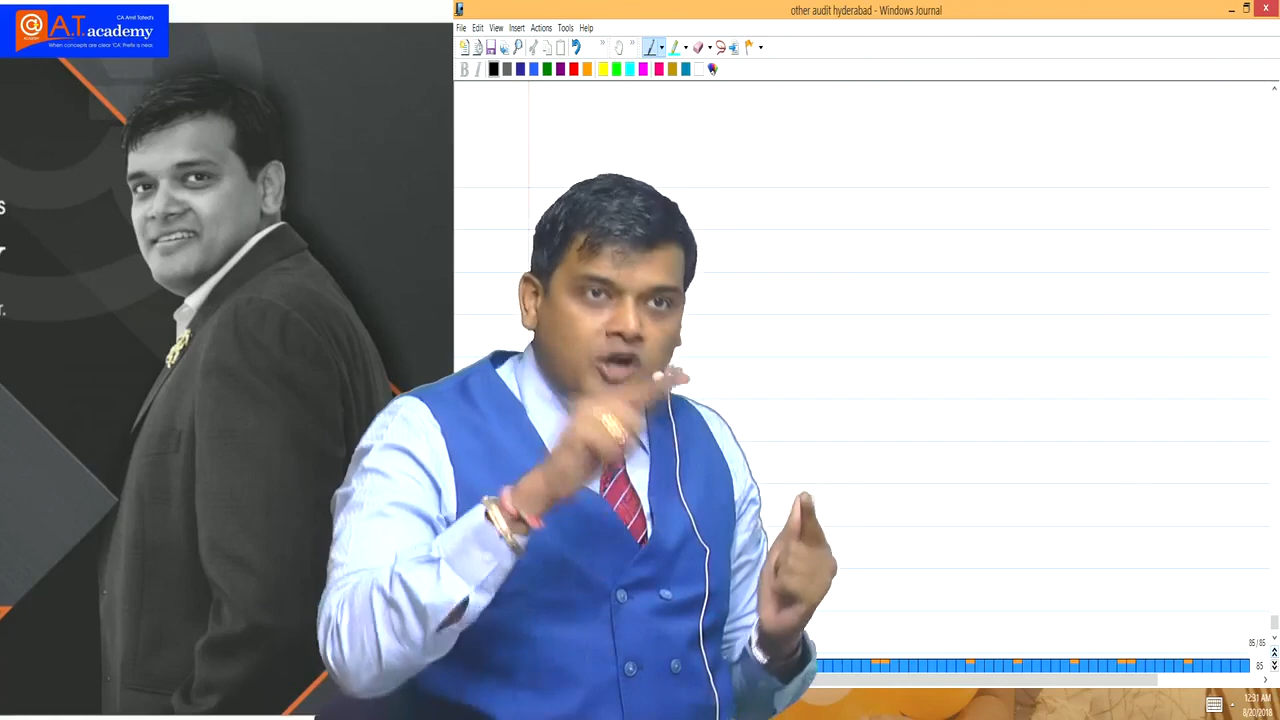 CA Amit Tated's
@ A.T. academy
ACADEMY
When concepts are clear 'CA' Prefix is near.
s
r.
other audit hyderabad - Windows Journal
File Edit View Insert Actions Tools Help
B I
85 / 85
85
12:31 AM
8/20/2018